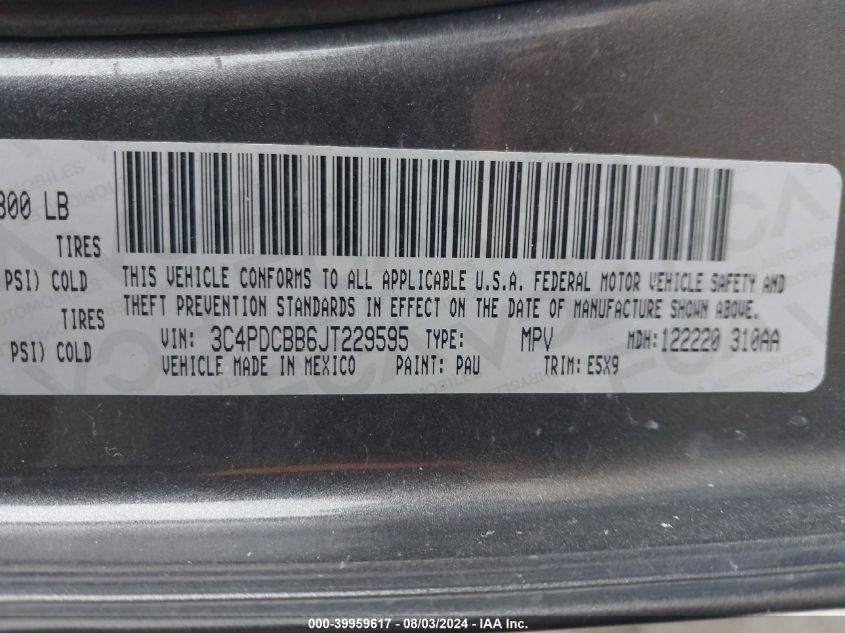 800 LB
TIRES
PSI) COLD
TIRES
PSI) COLD
THIS VEHICLE CONFORMS TO ALL APPLICABLE U.S.A. FEDERAL MOTOR VEHICLE SAFETY AND
THEFT PREVENTION STANDARDS IN EFFECT ON THE DATE OF MANUFACTURE SHOWN ABOVE.
VIN: 3C4PDCBB6JT229595 TYPE: MPV MDH:122220 310AA
VEHICLE MADE IN MEXICO PAINT: PAU TRIM: E5X9
000-39959617 - 08/03/2024 - IAA Inc.